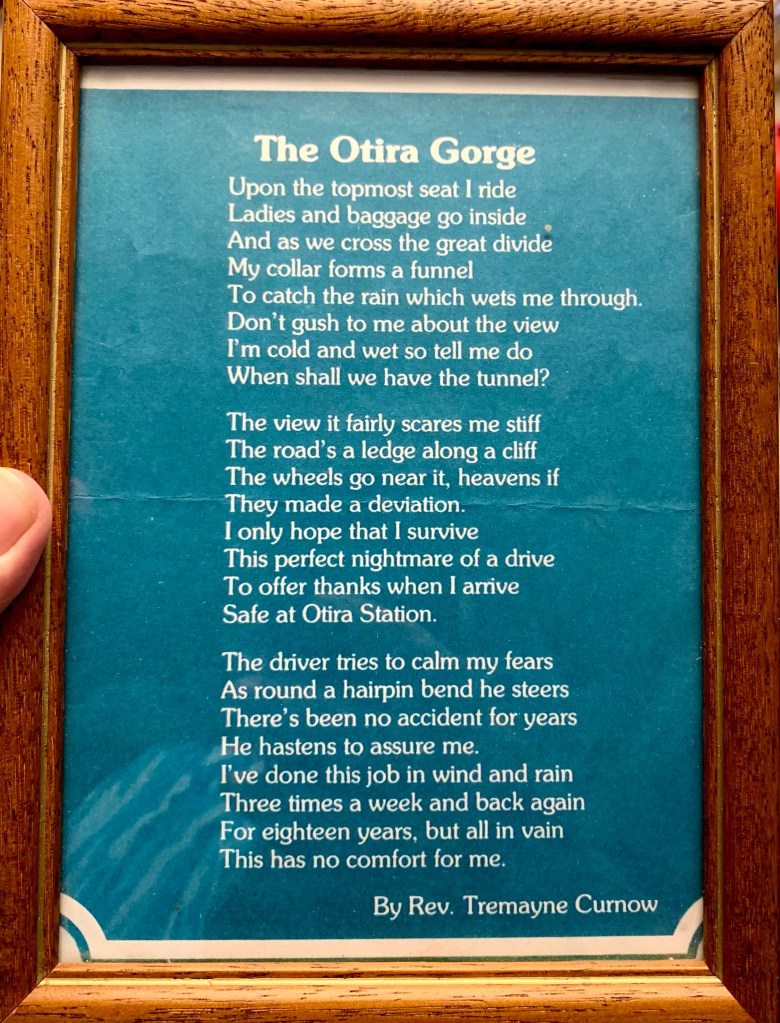 The Otira Gorge
Upon the topmost seat I ride
Ladies and baggage go inside
And as we cross the great divide
My collar forms a funnel
To catch the rain which wets me through.
Don't gush to me about the view
I'm cold and wet so tell me do
When shall we have the tunnel?
The view it fairly scares me stiff
The road's a ledge along a cliff
The wheels go near it, heavens if
They made a deviation.
I only hope that I survive
This perfect nightmare of a drive
To offer thanks when I arrive
Safe at Otira Station.
The driver tries to calm my fears
As round a hairpin bend he steers
There's been no accident for years
He hastens to assure me.
I've done this job in wind and rain
Three times a week and back again
For eighteen years, but all in vain
This has no comfort for me.
By Rev. Tremayne Curnow